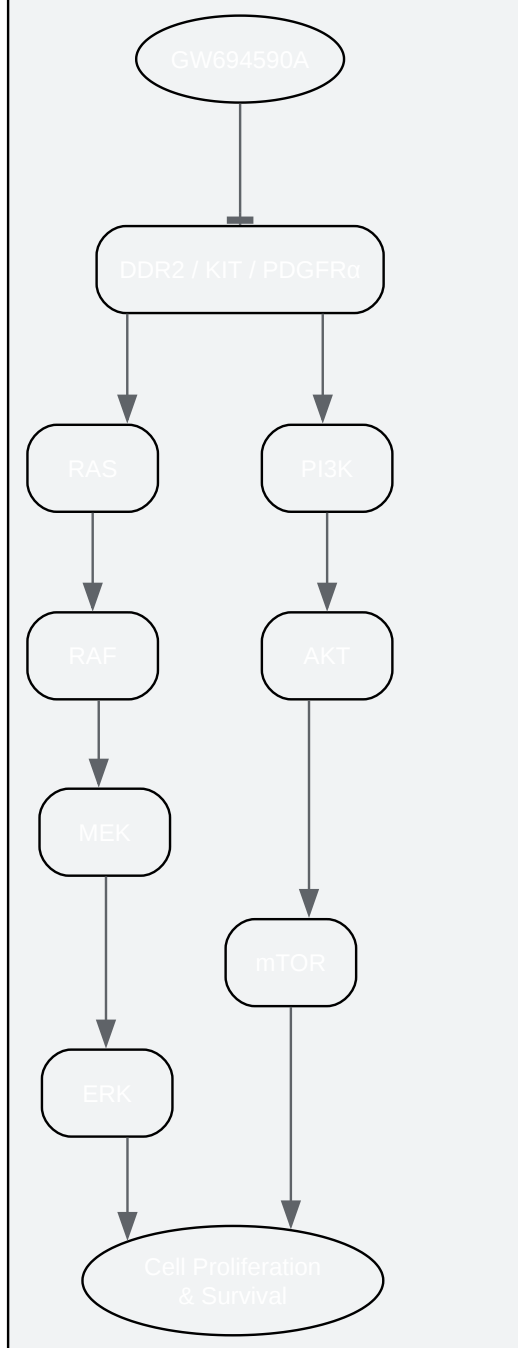 GW694590A
DDR2 / KIT / PDGFRα
RAS
PI3K
RAF
AKT
MEK
mTOR
ERK
Cell Proliferation
& Survival